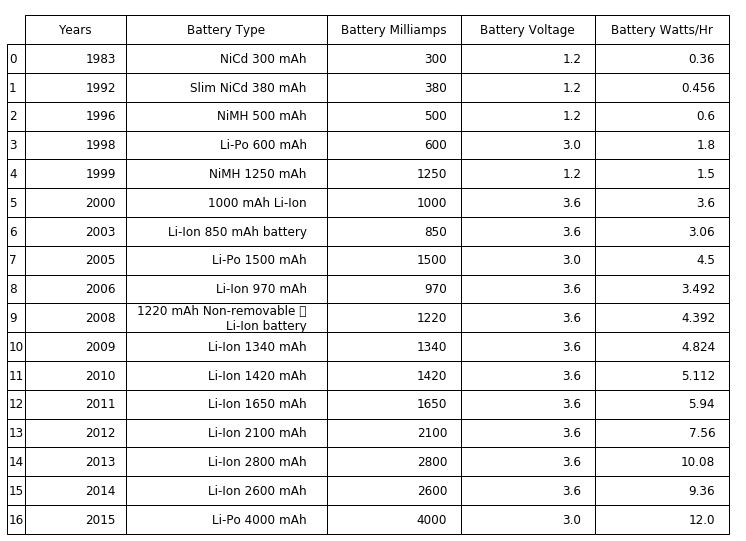 Years Battery Type Battery Milliamps Battery Voltage Battery Watts/Hr
0 1983 NiCd 300 mAh 300 1.2 0.36
1 1992 Slim NiCd 380 mAh 380 1.2 0.456
2 1996 NiMH 500 mAh 500 1.2 0.6
3 1998 Li-Po 600 mAh 600 3.0 1.8
4 1999 NiMH 1250 mAh 1250 1.2 1.5
5 2000 1000 mAh Li-Ion 1000 3.6 3.6
6 2003 Li-Ion 850 mAh battery 850 3.6 3.06
7 2005 Li-Po 1500 mAh 1500 3.0 4.5
8 2006 Li-Ion 970 mAh 970 3.6 3.492
9 2008 1220 mAh Non-removable 1220 3.6 4.392
Li-Ion battery
10 2009 Li-Ion 1340 mAh 1340 3.6 4.824
11 2010 Li-Ion 1420 mAh 1420 3.6 5.112
12 2011 Li-Ion 1650 mAh 1650 3.6 5.94
13 2012 Li-Ion 2100 mAh 2100 3.6 7.56
14 2013 Li-Ion 2800 mAh 2800 3.6 10.08
15 2014 Li-Ion 2600 mAh 2600 3.6 9.36
16 2015 Li-Po 4000 mAh 4000 3.0 12.0